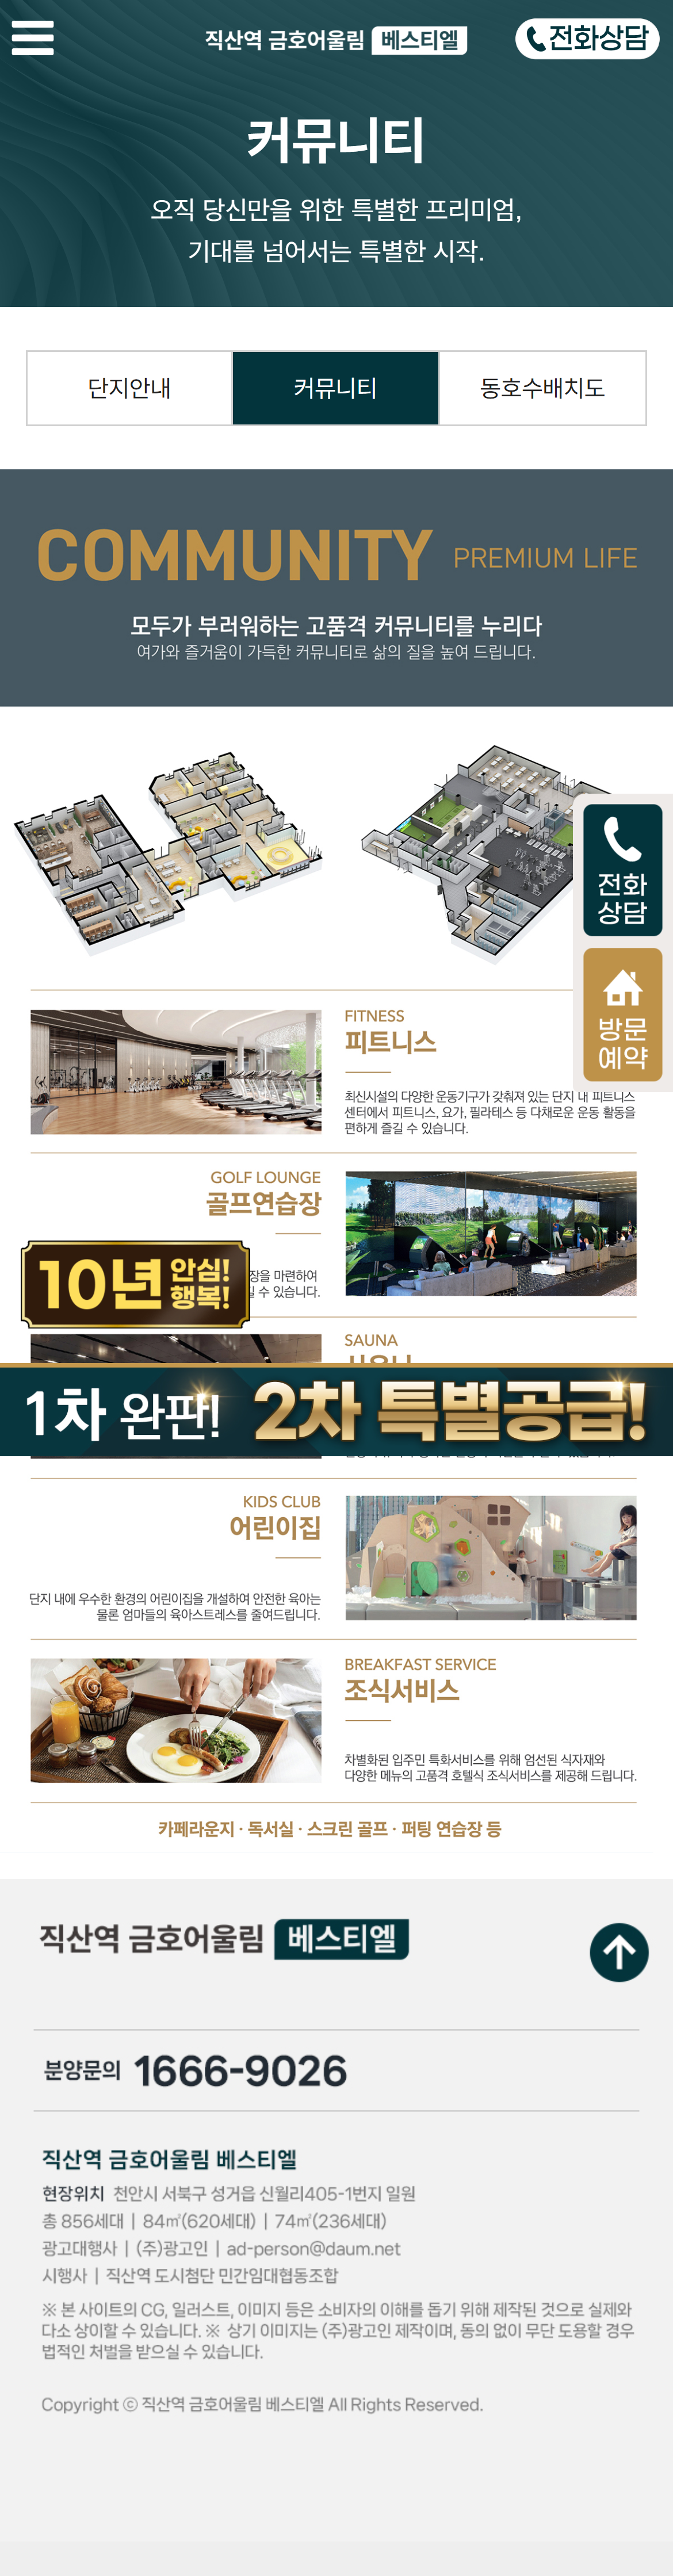 직산역 금호어울림 베스티엘
전화상담
커뮤니티
오직 당신만을 위한 특별한 프리미엄,
기대를 넘어서는 특별한 시작.
단지안내
커뮤니티
동호수배치도
COMMUNITY PREMIUM LIFE
모두가 부러워하는 고품격 커뮤니티를 누리다
여가와 즐거움이 가득한 커뮤니티로 삶의 질을 높여 드립니다.
전화
상담
방문
예약
FITNESS
피트니스
최신시설의 다양한 운동기구가 갖춰져 있는 단지 내 피트니스
센터에서 피트니스, 요가, 필라테스 등 다채로운 운동 활동을
편하게 즐길 수 있습니다.
GOLF LOUNGE
골프연습장
마련하여
수 있습니다.
10년 안심!
행복!
SAUNA
1차 완판! 2차 특별공급!
KIDS CLUB
어린이집
단지 내에 우수한 환경의 어린이집을 개설하여 안전한 육아는
물론 엄마들의 육아스트레스를 줄여드립니다.
BREAKFAST SERVICE
조식서비스
차별화된 입주민 특화서비스를 위해 엄선된 식자재와
다양한 메뉴의 고품격 호텔식 조식서비스를 제공해 드립니다.
카페라운지 · 독서실 · 스크린 골프 · 퍼팅 연습장 등
직산역 금호어울림 베스티엘
분양문의 1666-9026
직산역 금호어울림 베스티엘
현장위치 천안시 서북구 성거읍 신월리405-1번지 일원
총 856세대 | 84㎡(620세대) | 74㎡(236세대)
광고대행사 | (주)광고인 | ad-person@daum.net
시행사 | 직산역 도시첨단 민간임대협동조합
※ 본 사이트의 CG, 일러스트, 이미지 등은 소비자의 이해를 돕기 위해 제작된 것으로 실제와
다소 상이할 수 있습니다. ※ 상기 이미지는 (주)광고인 제작이며, 동의 없이 무단 도용할 경우
법적인 처벌을 받으실 수 있습니다.
Copyright ⓒ 직산역 금호어울림 베스티엘 All Rights Reserved.